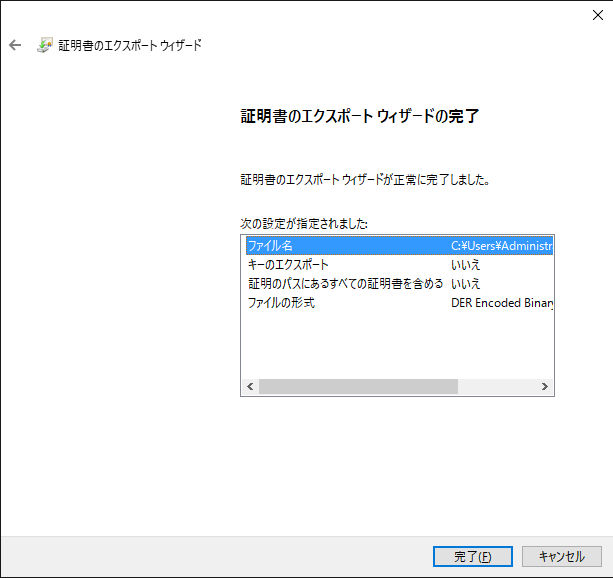 証明書のエクスポート ウィザード
証明書のエクスポート ウィザードの完了
証明書のエクスポート ウィザードが正常に完了しました。
次の設定が指定されました:
ファイル名 C:¥Users¥Administr
キーのエクスポート いいえ
証明のパスにあるすべての証明書を含める いいえ
ファイルの形式 DER Encoded Binary
完了(F) キャンセル